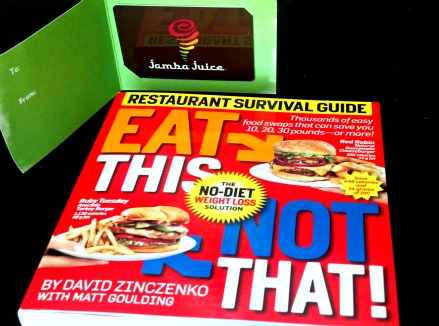 To:
From:
jamba juice
RESTAURANT SURVIVAL GUIDE
Thousands of easy
food swaps that can save you
10, 20, 30 pounds—or more!
EAT
THIS
Red Robin
THE
NO-DIET
WEIGHT LOSS
SOLUTION
Ruby Tuesday
Turkey Burger
NOT
THAT!
BY DAVID ZINCZENKO
WITH MATT GOULDING